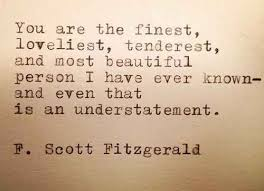 You are the finest,
loveliest, tenderest,
and most beautiful
person I have ever known—
and even that
is an understatement.
F. Scott Fitzgerald